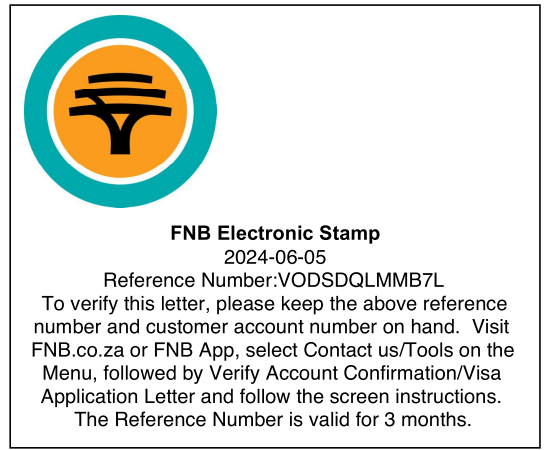 FNB Electronic Stamp
2024-06-05
Reference Number:VODSDQLMMB7L
To verify this letter, please keep the above reference
number and customer account number on hand.  Visit
FNB.co.za or FNB App, select Contact us/Tools on the
Menu, followed by Verify Account Confirmation/Visa
Application Letter and follow the screen instructions.
The Reference Number is valid for 3 months.